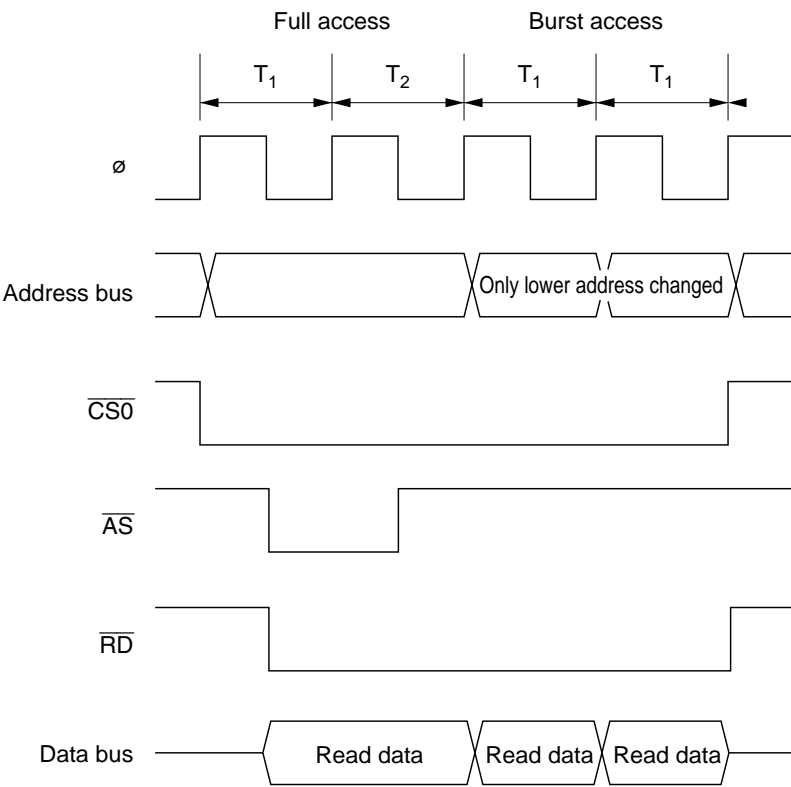 Full access Burst access
T1 T2 T1 T1
ø
Address bus Only lower address changed
CS0
AS
RD
Data bus Read data Read data Read data